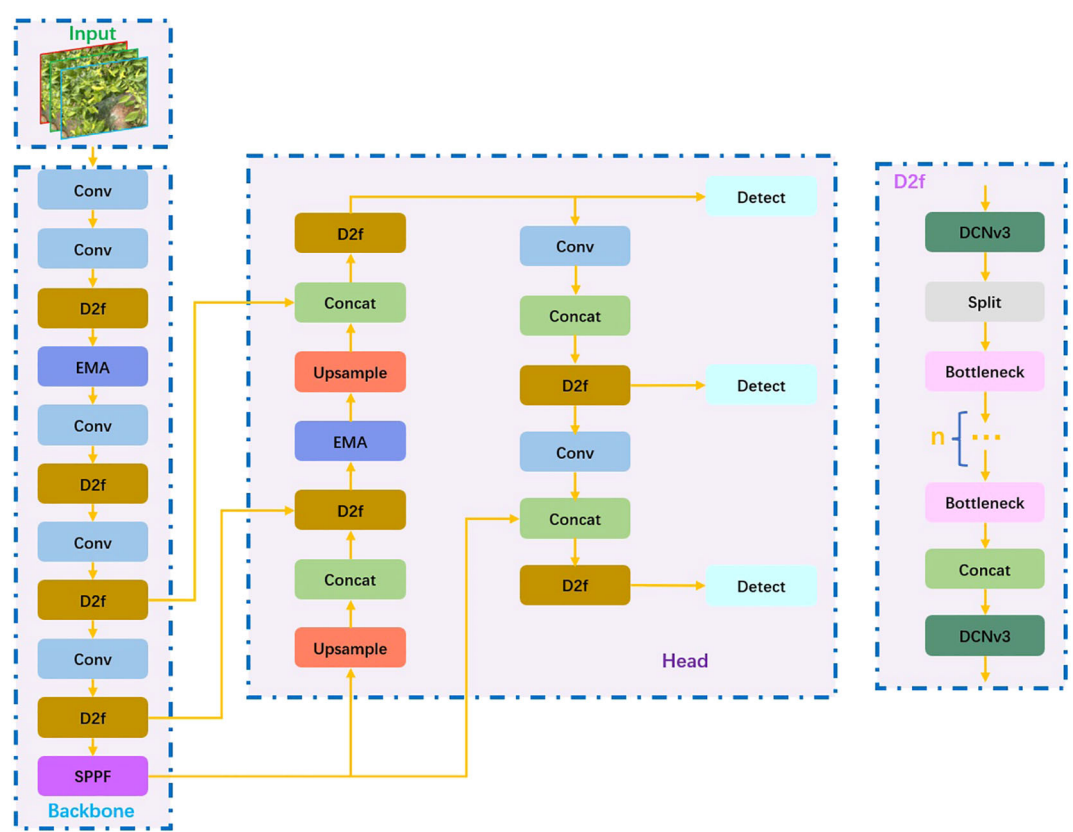 Input
Conv
Conv
D2f
EMA
Conv
D2f
Conv
D2f
Conv
D2f
SPPF
Backbone
D2f
Concat
Upsample
EMA
D2f
Concat
Upsample
Conv
Concat
D2f
Conv
Concat
D2f
Detect
Detect
Detect
Head
D2f
DCNv3
Split
Bottleneck
n
...
Bottleneck
Concat
DCNv3